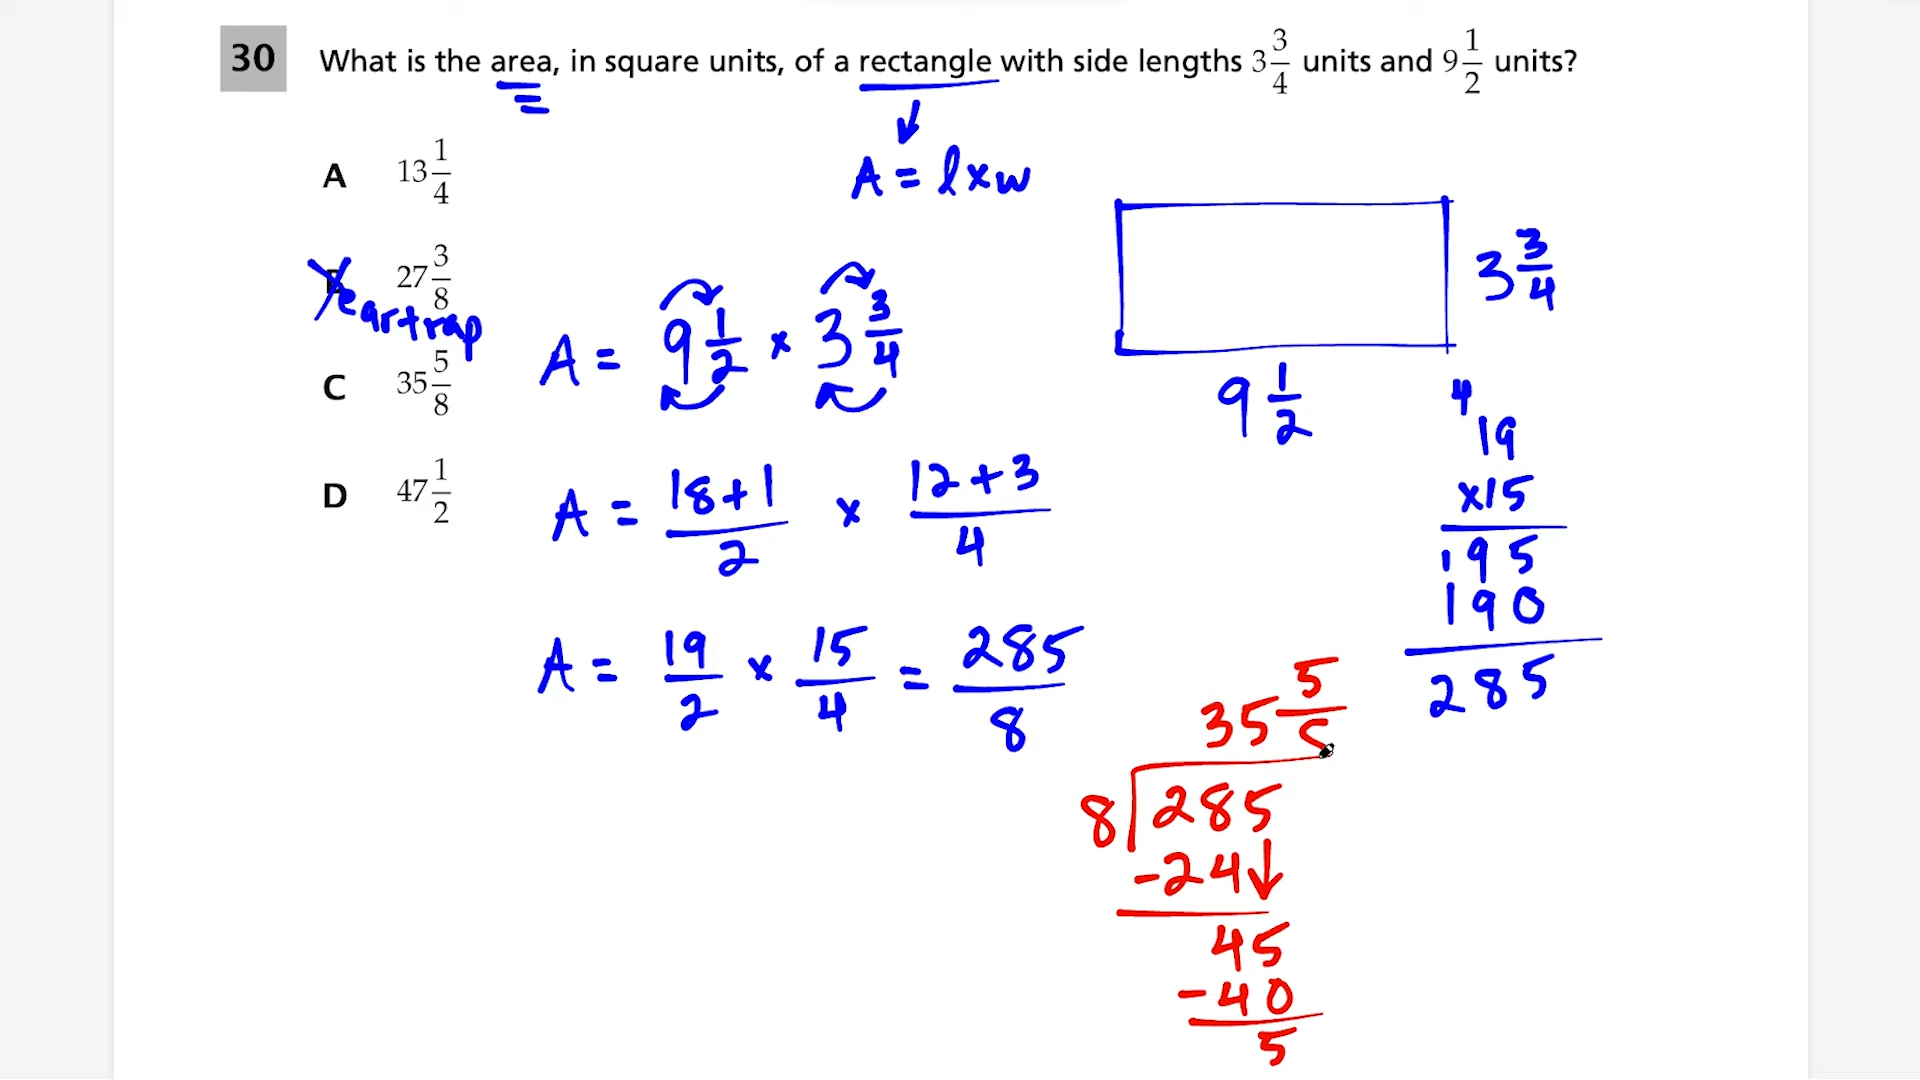 30 What is the area, in square units, of a rectangle with side lengths 3 3/4 units and 9 1/2 units?
A 13 1/4
B 27 3/8
Yeartrap
C 35 5/8
D 47 1/2
A = l x w
3 3/4
9 1/2
A = 9 1/2 x 3 3/4
A = 18+1/2 x 12+3/4
A = 19/2 x 15/4 = 285/8
4
19
x15
195
190
285
35 5/5
8 285
-24
45
-40
5